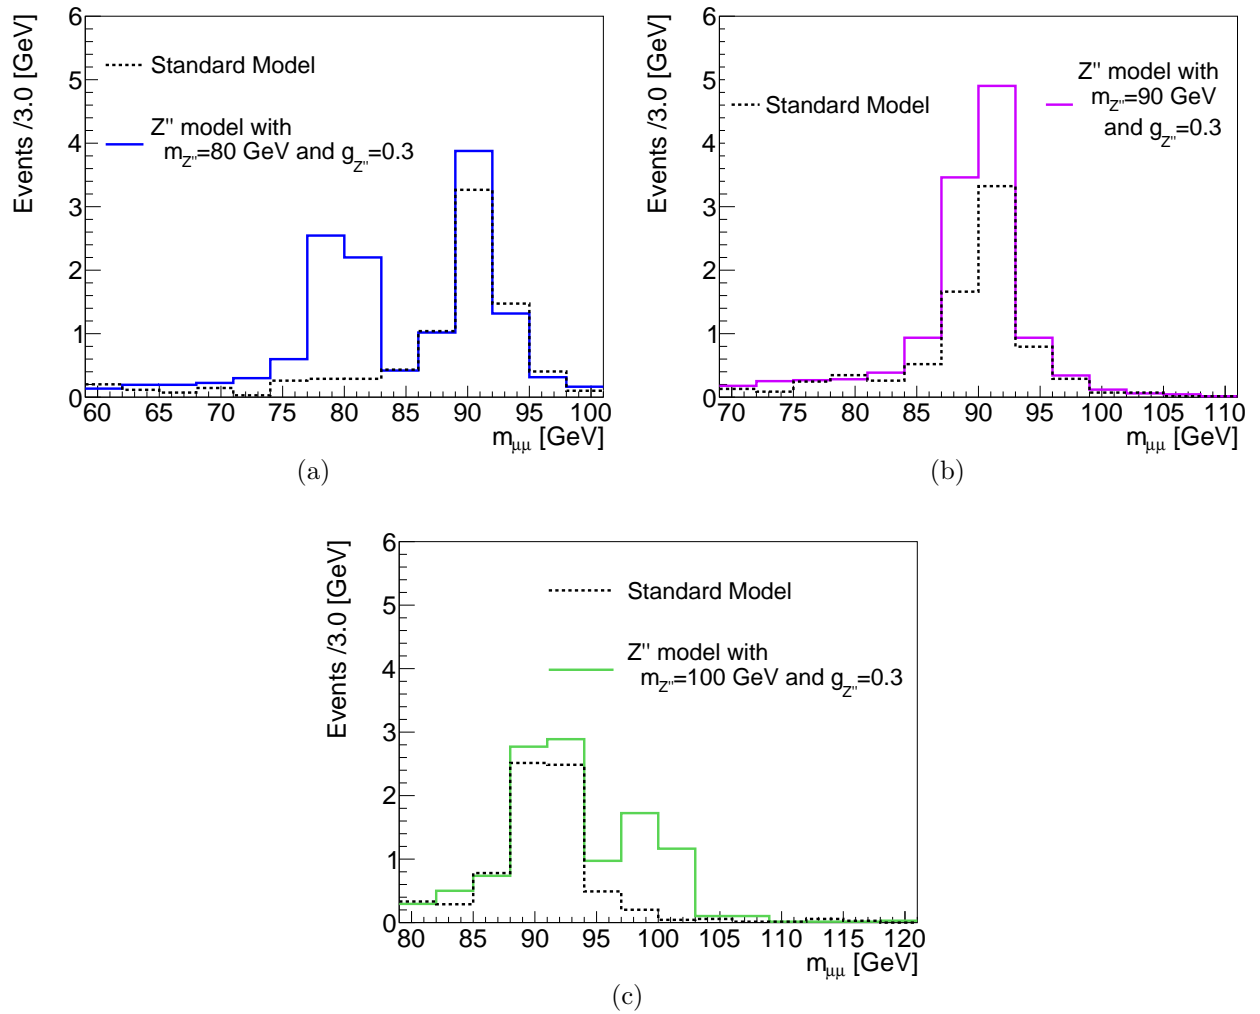 Events /3.0 [GeV]
6
5
4
3
2
1
0
Standard Model
Z" model with
m_Z"=80 GeV and g_Z"=0.3
60 65 70 75 80 85 90 95 100
m_μμ [GeV]
(a)
Events /3.0 [GeV]
6
5
4
3
2
1
0
Standard Model
Z" model with
m_Z"=90 GeV
and g_Z"=0.3
70 75 80 85 90 95 100 105 110
m_μμ [GeV]
(b)
Events /3.0 [GeV]
6
5
4
3
2
1
0
Standard Model
Z" model with
m_Z"=100 GeV and g_Z"=0.3
80 85 90 95 100 105 110 115 120
m_μμ [GeV]
(c)